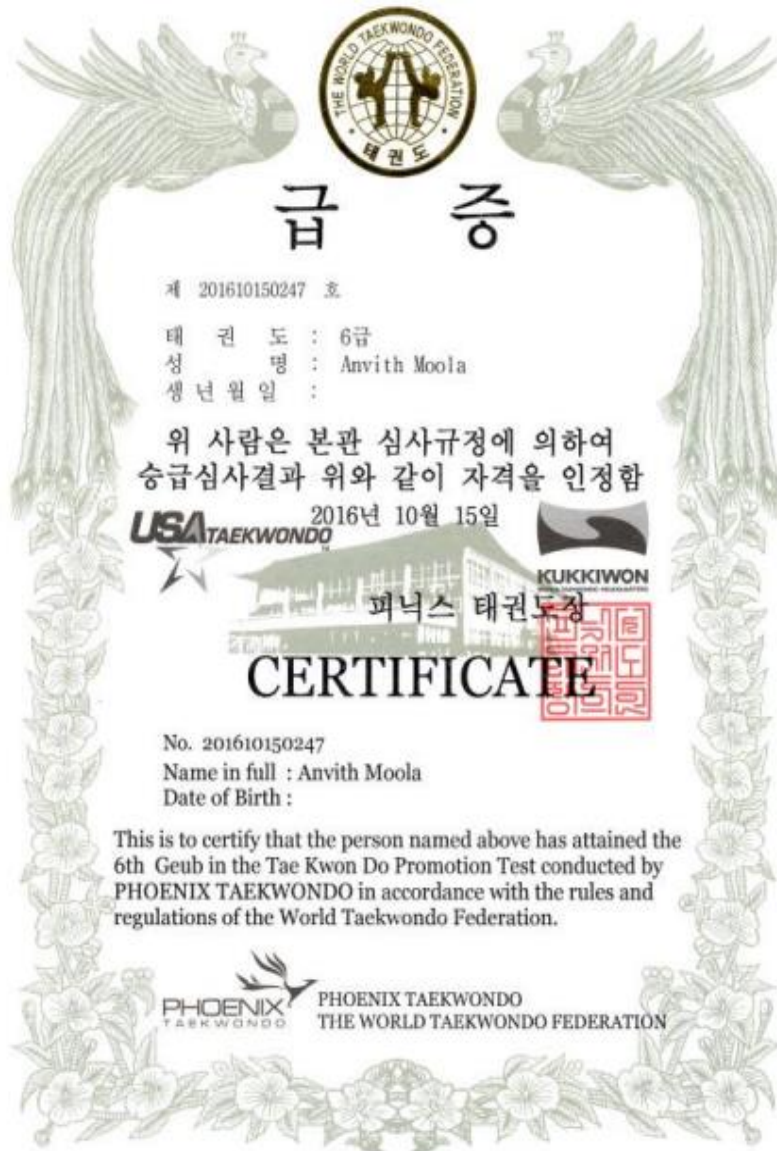 THE WORLD TAEKWONDO FEDERATION
태권도
급 증
제 201610150247 호
태 권 도 : 6급
성 명 : Anvith Moola
생 년 월 일 :
위 사람은 본관 심사규정에 의하여
승급심사결과 위와 같이 자격을 인정함
2016년 10월 15일
USA TAEKWONDO
KUKKIWON
피닉스 태권도장
CERTIFICATE
No. 201610150247
Name in full : Anvith Moola
Date of Birth :
This is to certify that the person named above has attained the
6th Geub in the Tae Kwon Do Promotion Test conducted by
PHOENIX TAEKWONDO in accordance with the rules and
regulations of the World Taekwondo Federation.
PHOENIX
TAEKWONDO
PHOENIX TAEKWONDO
THE WORLD TAEKWONDO FEDERATION